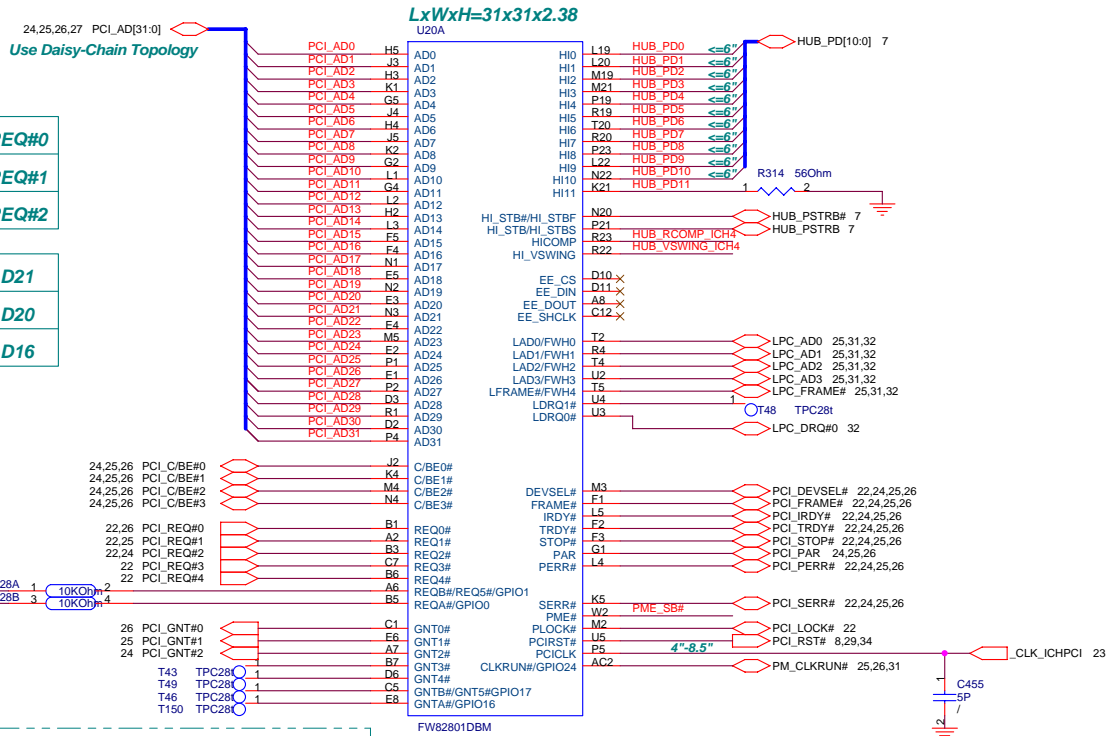 LxWxH=31x31x2.38
U20A
24,25,26,27 PCI_AD[31:0]
Use Daisy-Chain Topology
EQ#0
EQ#1
EQ#2
D21
D20
D16
PCI_AD0 H5 AD0
PCI_AD1 J3 AD1
PCI_AD2 H3 AD2
PCI_AD3 K1 AD3
PCI_AD4 G5 AD4
PCI_AD5 J4 AD5
PCI_AD6 H4 AD6
PCI_AD7 J5 AD7
PCI_AD8 K2 AD8
PCI_AD9 G2 AD9
PCI_AD10 L1 AD10
PCI_AD11 G4 AD11
PCI_AD12 L2 AD12
PCI_AD13 H2 AD13
PCI_AD14 L3 AD14
PCI_AD15 F5 AD15
PCI_AD16 F4 AD16
PCI_AD17 N1 AD17
PCI_AD18 E5 AD18
PCI_AD19 N2 AD19
PCI_AD20 E3 AD20
PCI_AD21 N3 AD21
PCI_AD22 E4 AD22
PCI_AD23 M5 AD23
PCI_AD24 E2 AD24
PCI_AD25 P1 AD25
PCI_AD26 E1 AD26
PCI_AD27 P2 AD27
PCI_AD28 D3 AD28
PCI_AD29 R1 AD29
PCI_AD30 D2 AD30
PCI_AD31 P4 AD31
24,25,26 PCI_C/BE#0 J2 C/BE0#
24,25,26 PCI_C/BE#1 K4 C/BE1#
24,25,26 PCI_C/BE#2 M4 C/BE2#
24,25,26 PCI_C/BE#3 N4 C/BE3#
22,26 PCI_REQ#0 B1 REQ0#
22,25 PCI_REQ#1 A2 REQ1#
22,24 PCI_REQ#2 B3 REQ2#
22 PCI_REQ#3 C7 REQ3#
22 PCI_REQ#4 B6 REQ4#
28A 1 10KOhm 2 A6 REQB#/REQ5#/GPIO1
28B 3 10KOhm 4 B5 REQA#/GPIO0
26 PCI_GNT#0 C1 GNT0#
25 PCI_GNT#1 E6 GNT1#
24 PCI_GNT#2 A7 GNT2#
T43 TPC28t 1 B7 GNT3#
T49 TPC28t 1 D6 GNT4#
T46 TPC28t 1 C5 GNTB#/GNT5#GPIO17
T150 TPC28t 1 E8 GNTA#/GPIO16
HI0 L19 HUB_PD0 <=6"
HI1 L20 HUB_PD1 <=6"
HI2 M19 HUB_PD2 <=6"
HI3 M21 HUB_PD3 <=6"
HI4 P19 HUB_PD4 <=6"
HI5 R19 HUB_PD5 <=6"
HI6 T20 HUB_PD6 <=6"
HI7 R20 HUB_PD7 <=6"
HI8 P23 HUB_PD8 <=6"
HI9 L22 HUB_PD9 <=6"
HI10 N22 HUB_PD10 <=6"
HI11 K21 HUB_PD11
HUB_PD[10:0] 7
R314 56Ohm
1 2
HI_STB#/HI_STBF N20 HUB_PSTRB# 7
HI_STB/HI_STBS P21 HUB_PSTRB 7
HICOMP R23 HUB_RCOMP_ICH4
HI_VSWING R22 HUB_VSWING_ICH4
EE_CS D10
EE_DIN D11
EE_DOUT A8
EE_SHCLK C12
LAD0/FWH0 T2 LPC_AD0 25,31,32
LAD1/FWH1 R4 LPC_AD1 25,31,32
LAD2/FWH2 T4 LPC_AD2 25,31,32
LAD3/FWH3 U2 LPC_AD3 25,31,32
LFRAME#/FWH4 T5 LPC_FRAME# 25,31,32
LDRQ1# U4 1 T48 TPC28t
LDRQ0# U3 LPC_DRQ#0 32
DEVSEL# M3 PCI_DEVSEL# 22,24,25,26
FRAME# F1 PCI_FRAME# 22,24,25,26
IRDY# L5 PCI_IRDY# 22,24,25,26
TRDY# F2 PCI_TRDY# 22,24,25,26
STOP# F3 PCI_STOP# 22,24,25,26
PAR G1 PCI_PAR 24,25,26
PERR# L4 PCI_PERR# 22,24,25,26
SERR# K5 PCI_SERR# 22,24,25,26
PME# W2 PME_SB#
PLOCK# M2 PCI_LOCK# 22
PCIRST# U5 PCI_RST# 8,29,34
PCICLK P5 4"-8.5" _CLK_ICHPCI 23
CLKRUN#/GPIO24 AC2 PM_CLKRUN# 25,26,31
1 C455
5P
/
2
FW82801DBM